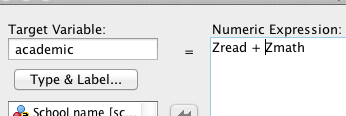 Target Variable:
Numeric Expression:
academic
=
Zread + Zmath
Type & Label...
School name [sc...